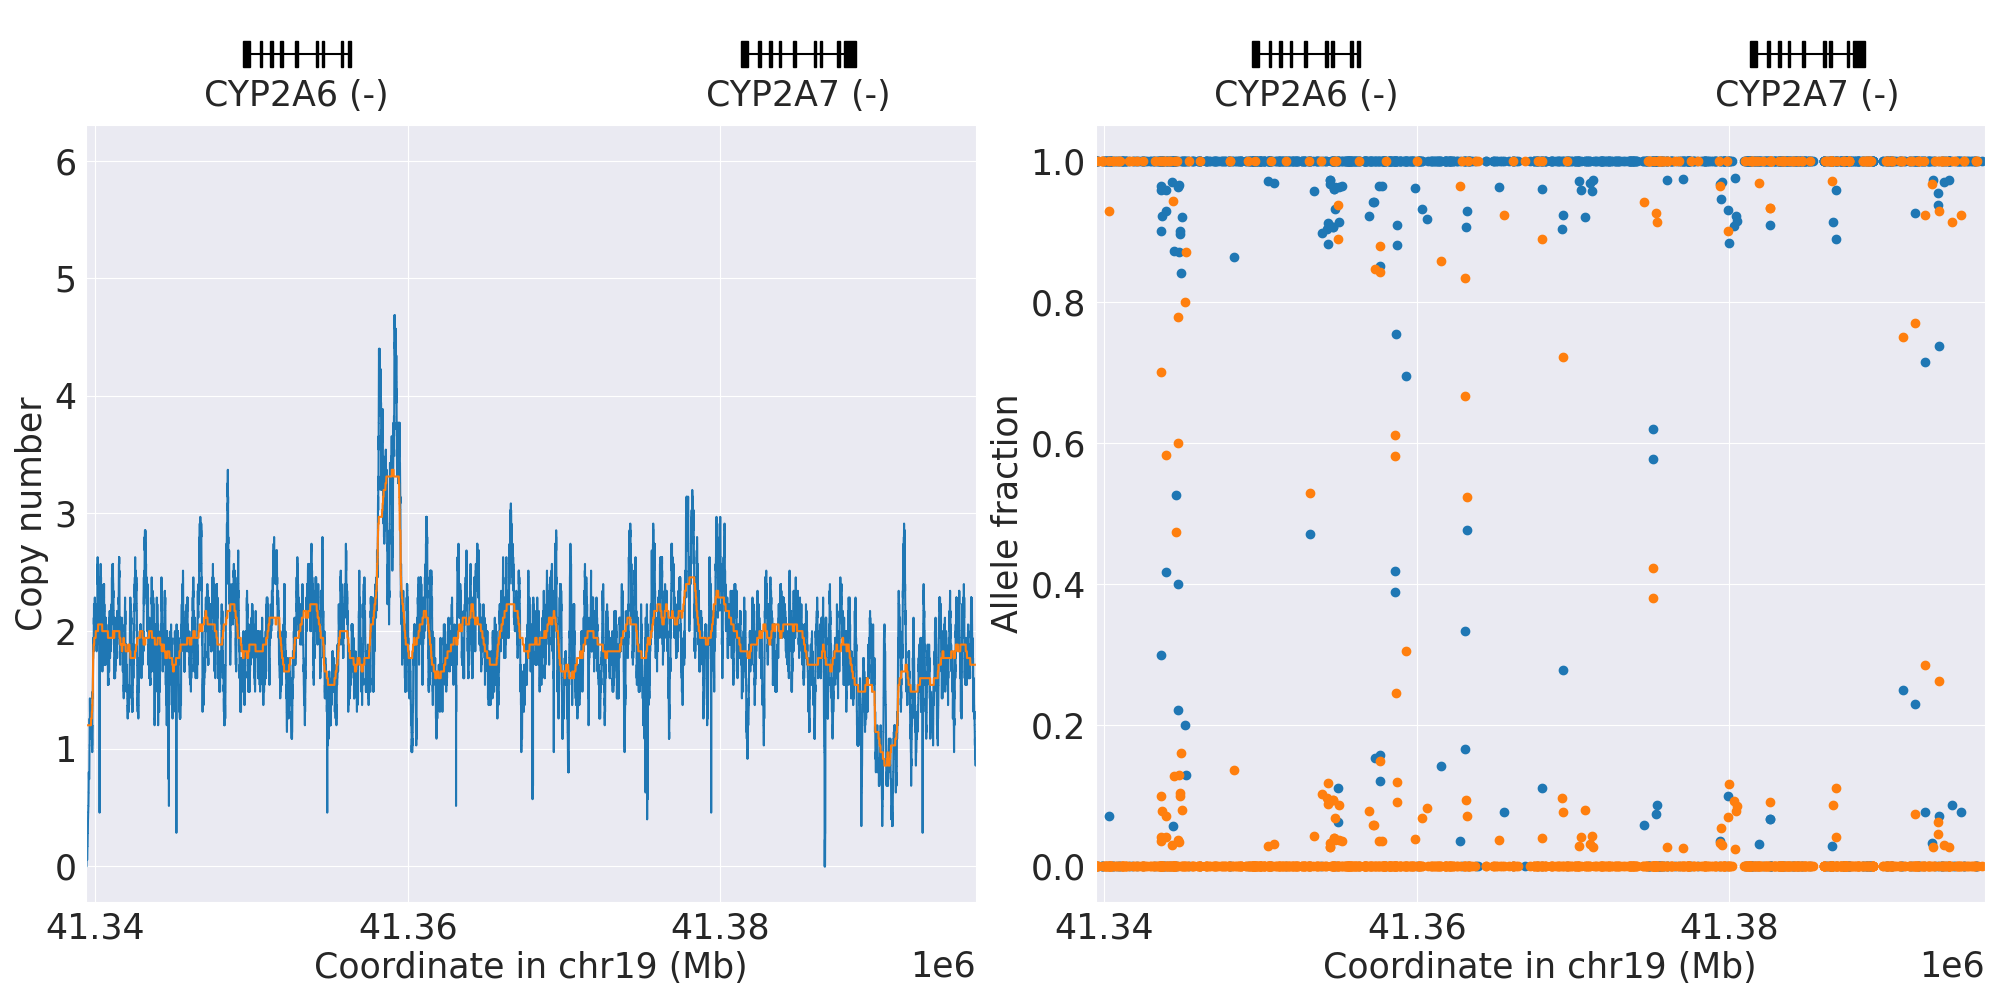 CYP2A6 (-)
CYP2A7 (-)
6
5
4
3
2
1
0
Copy number
41.34
41.36
41.38
Coordinate in chr19 (Mb)
1e6
CYP2A6 (-)
CYP2A7 (-)
1.0
0.8
0.6
0.4
0.2
0.0
Allele fraction
41.34
41.36
41.38
Coordinate in chr19 (Mb)
1e6